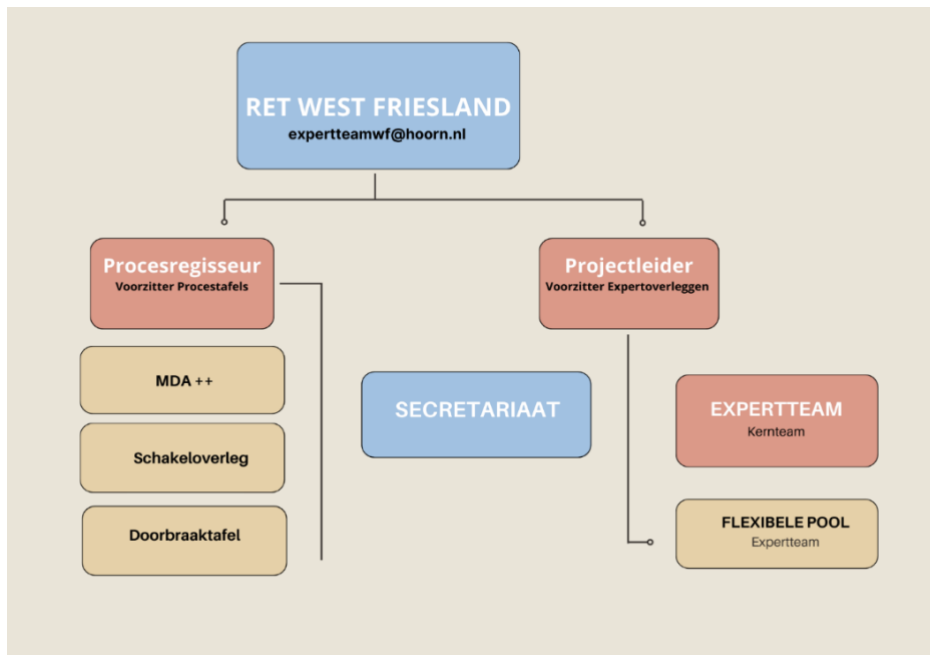 RET WEST FRIESLAND
expertteamwf@hoorn.nl
Procesregisseur
Voorzitter Procestafels
Projectleider
Voorzitter Expertoverleggen
MDA ++
Schakeloverleg
Doorbraaktafel
SECRETARIAAT
EXPERTTEAM
Kernteam
FLEXIBELE POOL
Expertteam